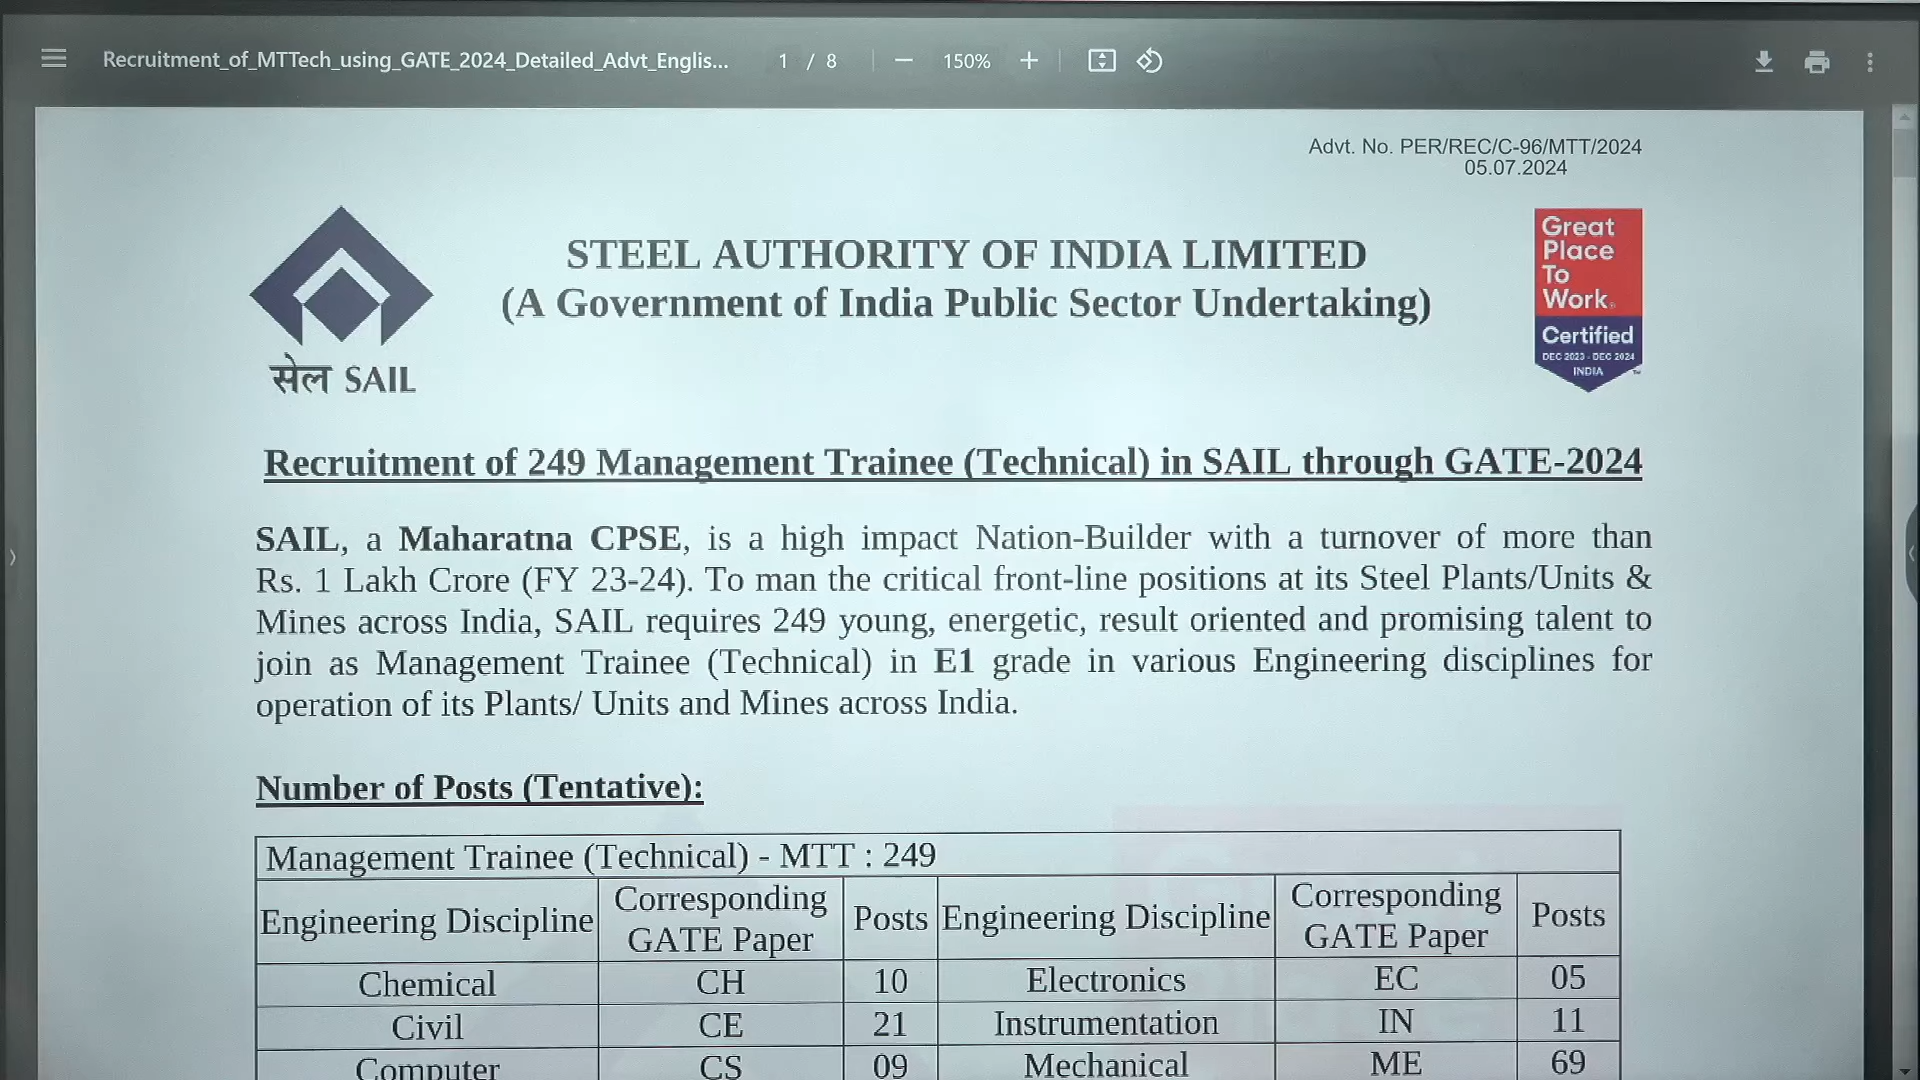 Recruitment_of_MTTech_using_GATE_2024_Detailed_Advt_Englis... 1 / 8 150%
Advt. No. PER/REC/C-96/MTT/2024
05.07.2024
सेल SAIL
STEEL AUTHORITY OF INDIA LIMITED
(A Government of India Public Sector Undertaking)
Great
Place
To
Work®
Certified
DEC 2023 - DEC 2024
INDIA ™
Recruitment of 249 Management Trainee (Technical) in SAIL through GATE-2024
SAIL, a Maharatna CPSE, is a high impact Nation-Builder with a turnover of more than
Rs. 1 Lakh Crore (FY 23-24). To man the critical front-line positions at its Steel Plants/Units &
Mines across India, SAIL requires 249 young, energetic, result oriented and promising talent to
join as Management Trainee (Technical) in E1 grade in various Engineering disciplines for
operation of its Plants/ Units and Mines across India.
Number of Posts (Tentative):
Management Trainee (Technical) - MTT : 249
Engineering Discipline Corresponding GATE Paper Posts Engineering Discipline Corresponding GATE Paper Posts
Chemical CH 10 Electronics EC 05
Civil CE 21 Instrumentation IN 11
Computer CS 09 Mechanical ME 69